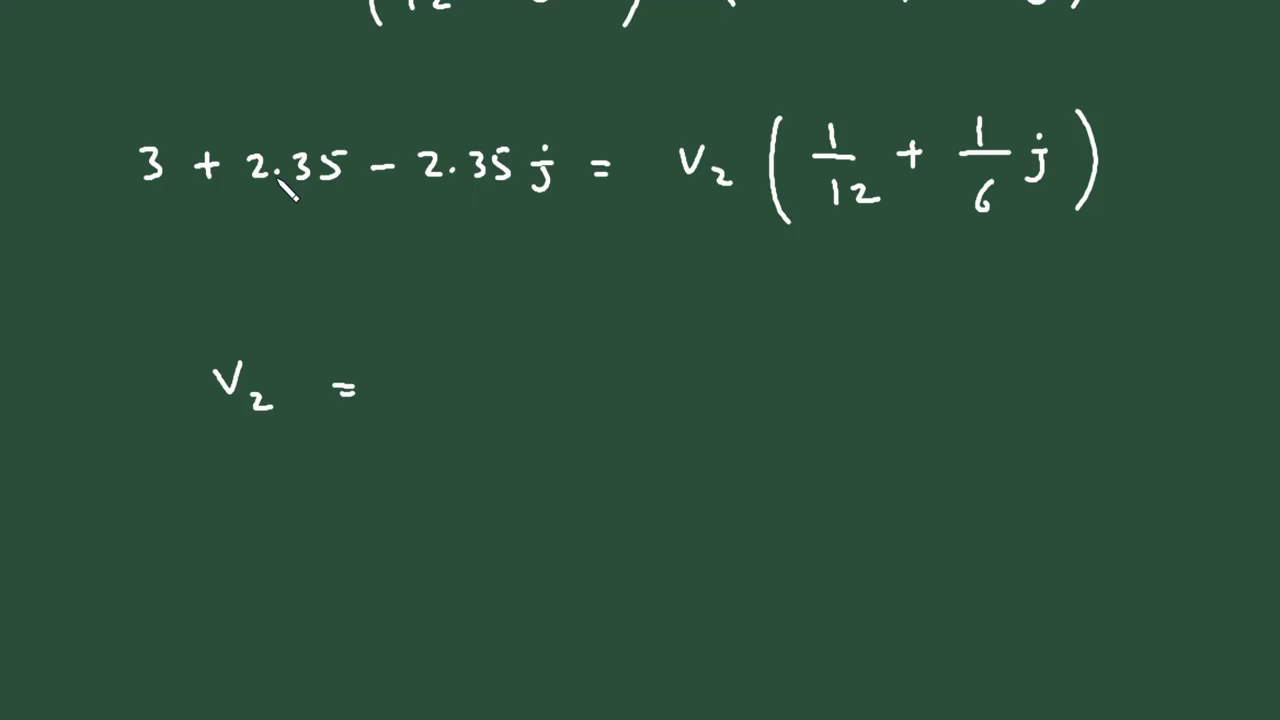 3 + 2.35 - 2.35 j = V2 ( 1/12 + 1/6 j )
V2 =